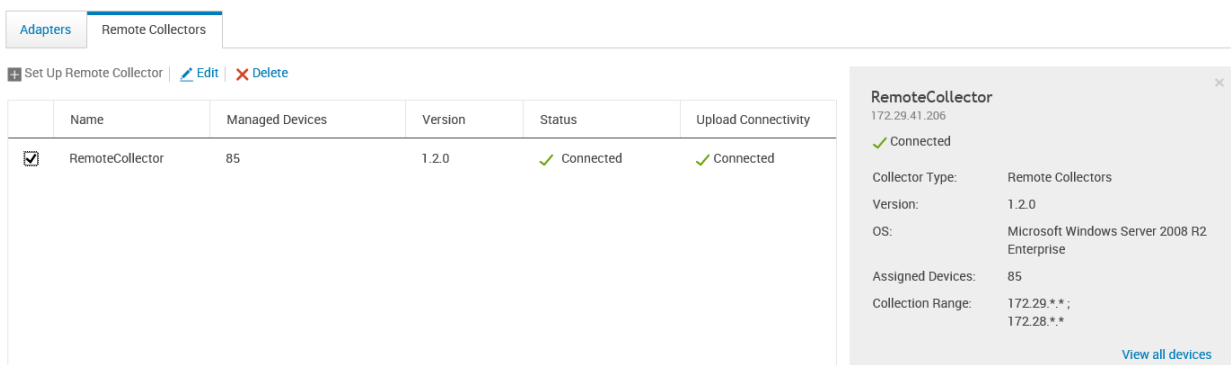 Adapters Remote Collectors
Set Up Remote Collector | Edit | Delete
Name Managed Devices Version Status Upload Connectivity
RemoteCollector 85 1.2.0 Connected Connected
RemoteCollector
172.29.41.206
Connected
Collector Type: Remote Collectors
Version: 1.2.0
OS: Microsoft Windows Server 2008 R2
Enterprise
Assigned Devices: 85
Collection Range: 172.29.*.* ;
172.28.*.*
View all devices